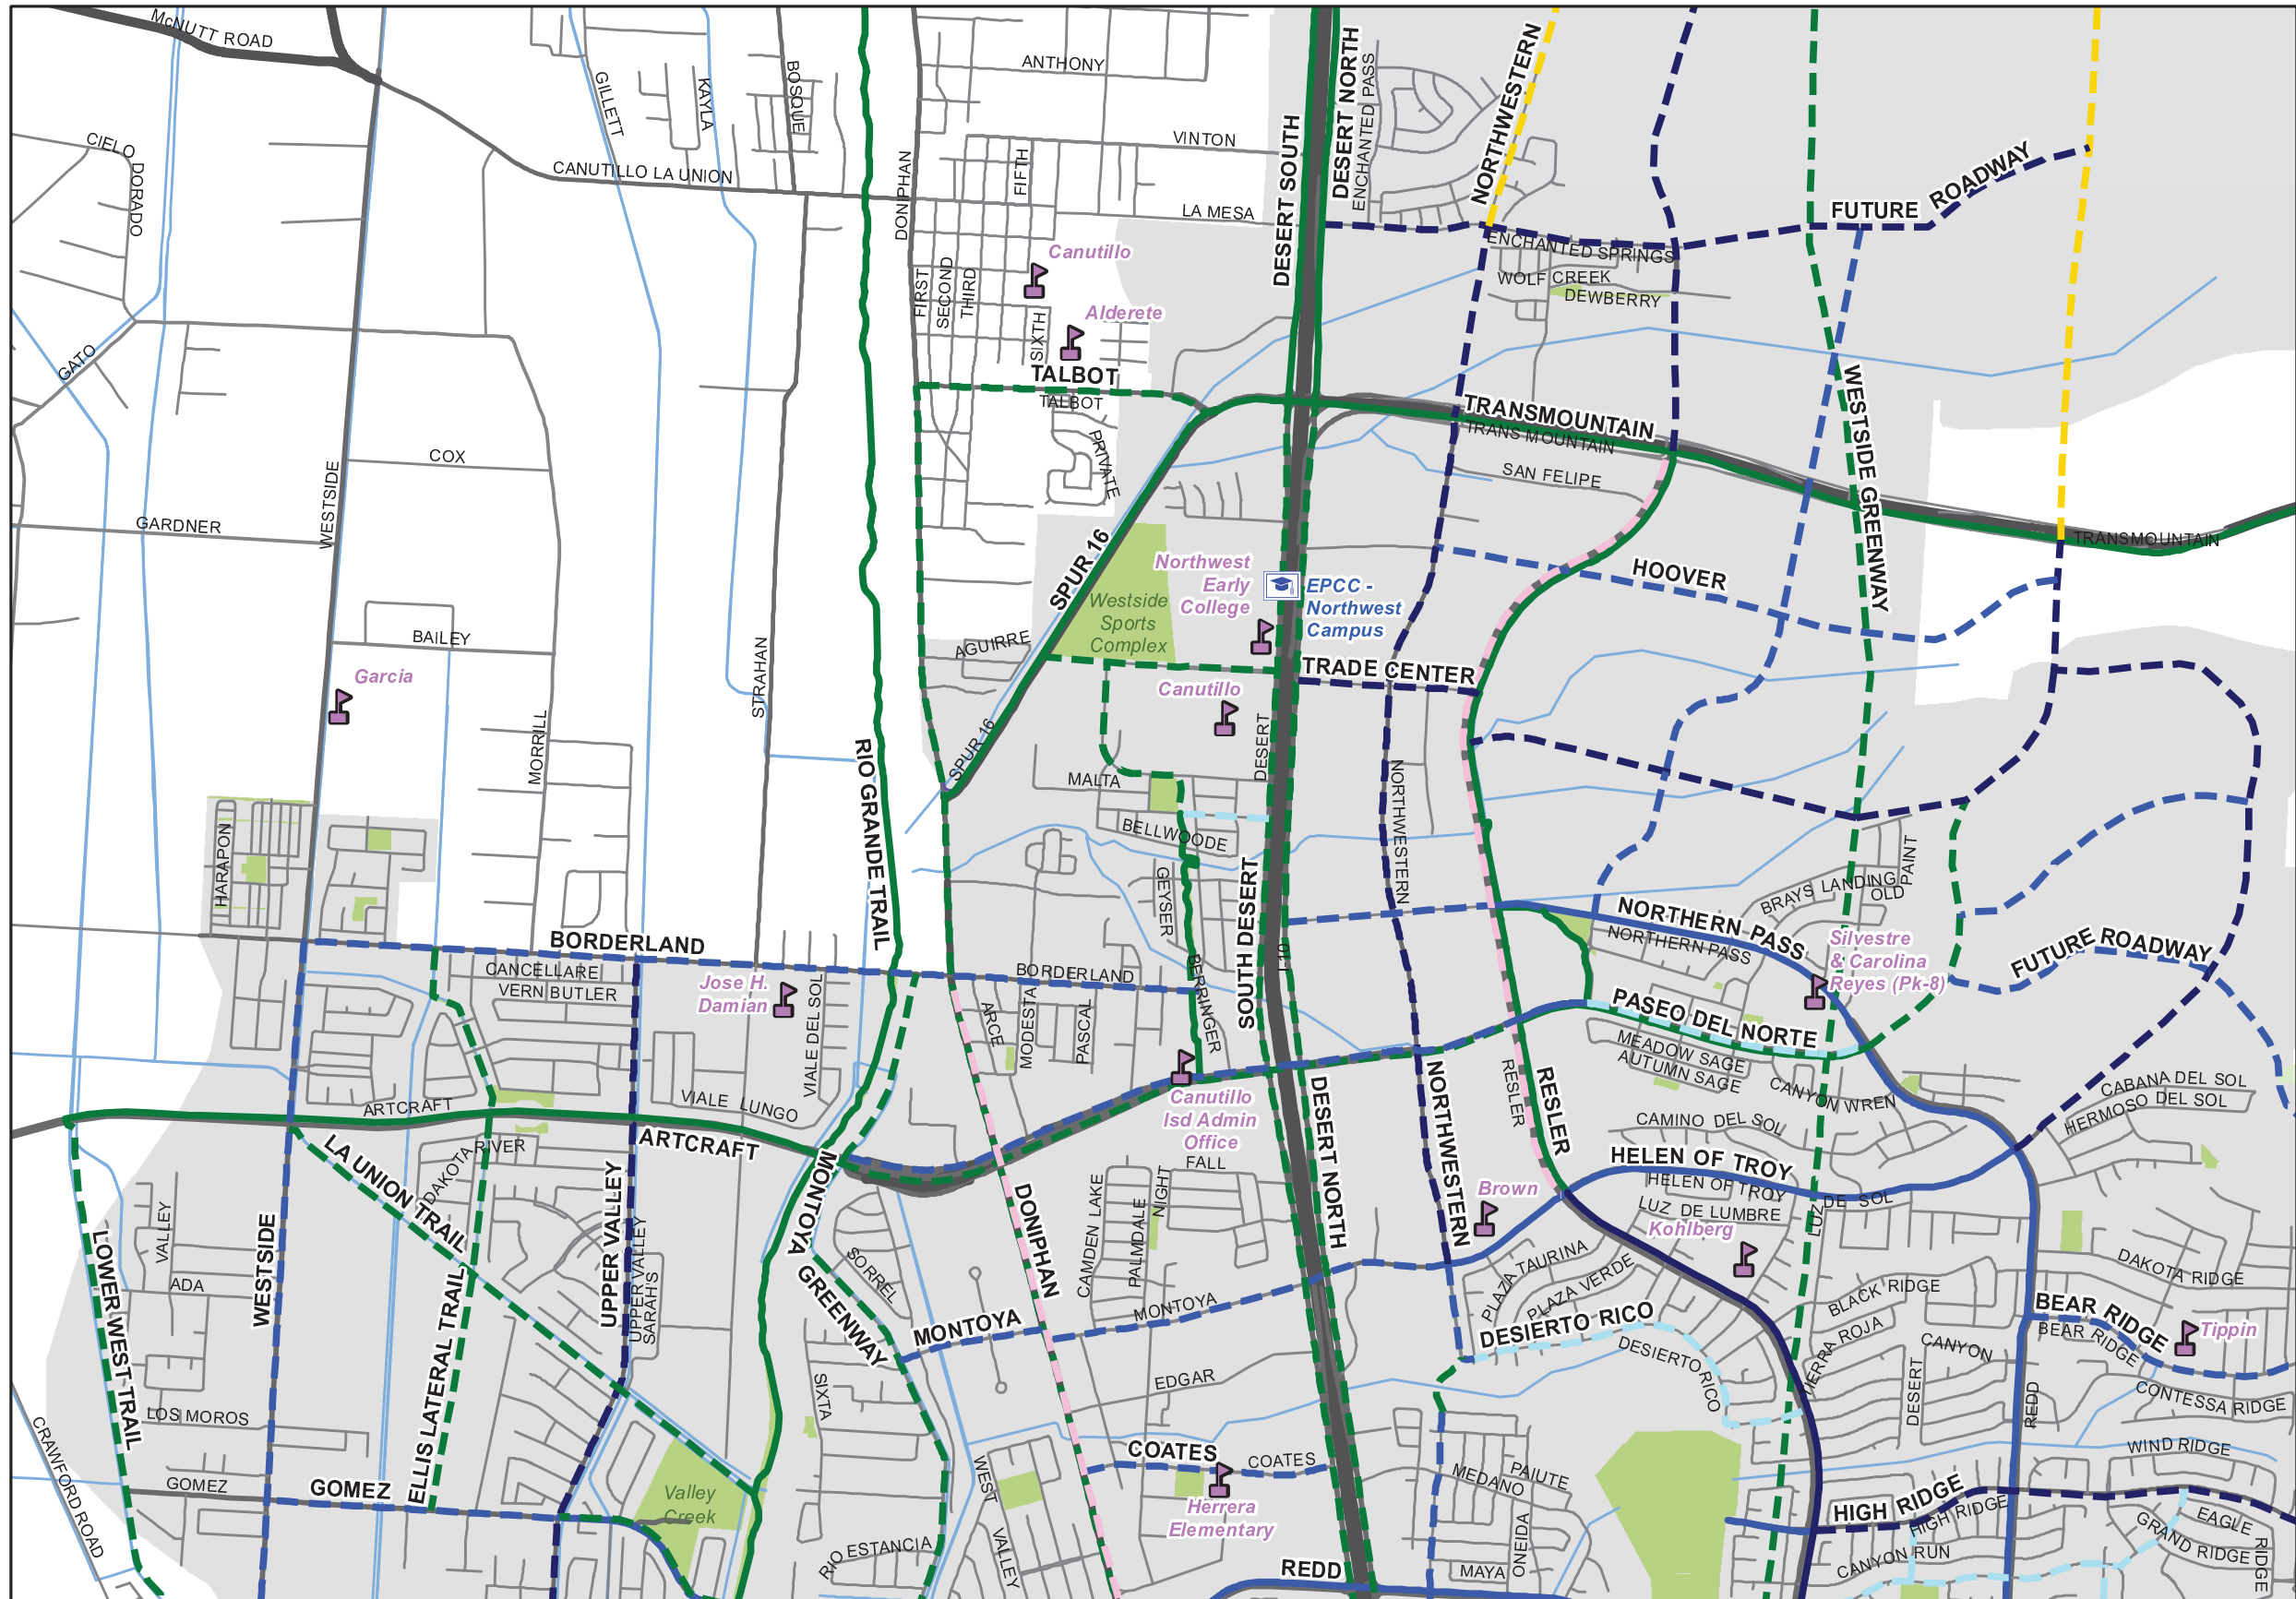 McNUTT ROAD
ANTHONY
DESERT NORTH
ENCHANTED PASS
NORTHWESTERN
GILLETT
KAYLA
BOSQUE
CIELO
DORADO
CANUTILLO LA UNION
DONIPHAN
FIFTH
VINTON
LA MESA
DESERT SOUTH
FUTURE ROADWAY
ENCHANTED SPRINGS
WOLF CREEK
DEWBERRY
Canutillo
Alderete
FIRST
SECOND
THIRD
SIXTH
GATO
TALBOT
TALBOT
PRIVATE
TRANSMOUNTAIN
TRANS MOUNTAIN
SAN FELIPE
WESTSIDE GREENWAY
TRANSMOUNTAIN
COX
GARDNER
WESTSIDE
SPUR 16
Northwest
Early
College
EPCC -
Northwest
Campus
HOOVER
Westside
Sports
Complex
BAILEY
AGUIRRE
TRADE CENTER
Garcia
Canutillo
STRAHAN
MORRILL
DESERT
SPUR 16
MALTA
BELLWOODE
NORTHWESTERN
RIO GRANDE TRAIL
HARAPON
GEYSER
SOUTH DESERT
I-10
PAINT
BRAYS LANDING
OLD
NORTHERN PASS
NORTHERN PASS
Silvestre
& Carolina
Reyes (Pk-8)
FUTURE ROADWAY
BORDERLAND
CANCELLARE
VERN BUTLER
Jose H.
Damian
VIALE DEL SOL
BORDERLAND
ARCE
MODESTA
PASCAL
BERRINGER
PASEO DEL NORTE
MEADOW SAGE
AUTUMN SAGE
CANYON WREN
CABANA DEL SOL
HERMOSO DEL SOL
ARTCRAFT
VIALE LUNGO
ARTCRAFT
Canutillo
Isd Admin
Office
DESERT NORTH
NORTHWESTERN
RESLER
RESLER
CAMINO DEL SOL
HELEN OF TROY
HELEN OF TROY
LUZ DE LUMBRE
LUZ DE SOL
Brown
Kohlberg
LA UNION TRAIL
DAKOTA RIVER
UPPER VALLEY
UPPER VALLEY
SARAH'S
MONTOYA GREENWAY
SORREL
DONIPHAN
CAMDEN LAKE
PALMDALE
NIGHT
FALL
LOWER WEST TRAIL
VALLEY
ADA
WESTSIDE
ELLIS LATERAL TRAIL
MONTOYA
MONTOYA
PLAZA TAURINA
PLAZA VERDE
DESIERTO RICO
DESIERTO RICO
BLACK RIDGE
TIERRA ROJA
CANYON
DESERT
DAKOTA RIDGE
BEAR RIDGE
BEAR RIDGE
Tippin
CONTESSA RIDGE
REDD
WIND RIDGE
LOS MOROS
SIXTA
EDGAR
CRAWFORD ROAD
GOMEZ
GOMEZ
Valley
Creek
WEST
VALLEY
COATES
COATES
Herrera
Elementary
MEDANO
PAIUTE
ONEIDA
MAYA
HIGH RIDGE
HIGH RIDGE
CANYON RUN
EAGLE
GRAND RIDGE
RIDGE
RIO ESTANCIA
REDD